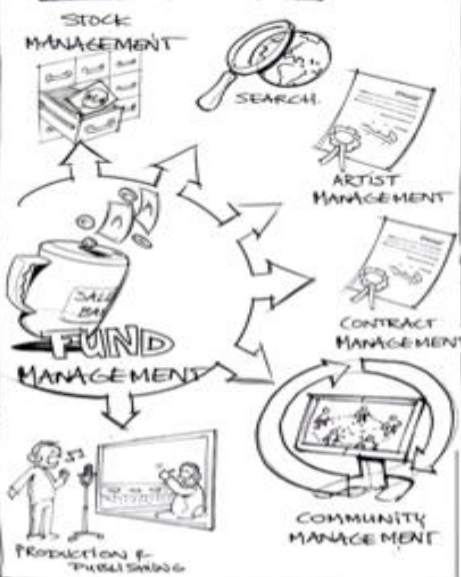 STOCK
MANAGEMENT
SEARCH.
ARTIST
MANAGEMENT
FUND
MANAGEMENT
CONTRACT
MANAGEMENT
COMMUNITY
MANAGEMENT
PRODUCTION &
PUBLISHING